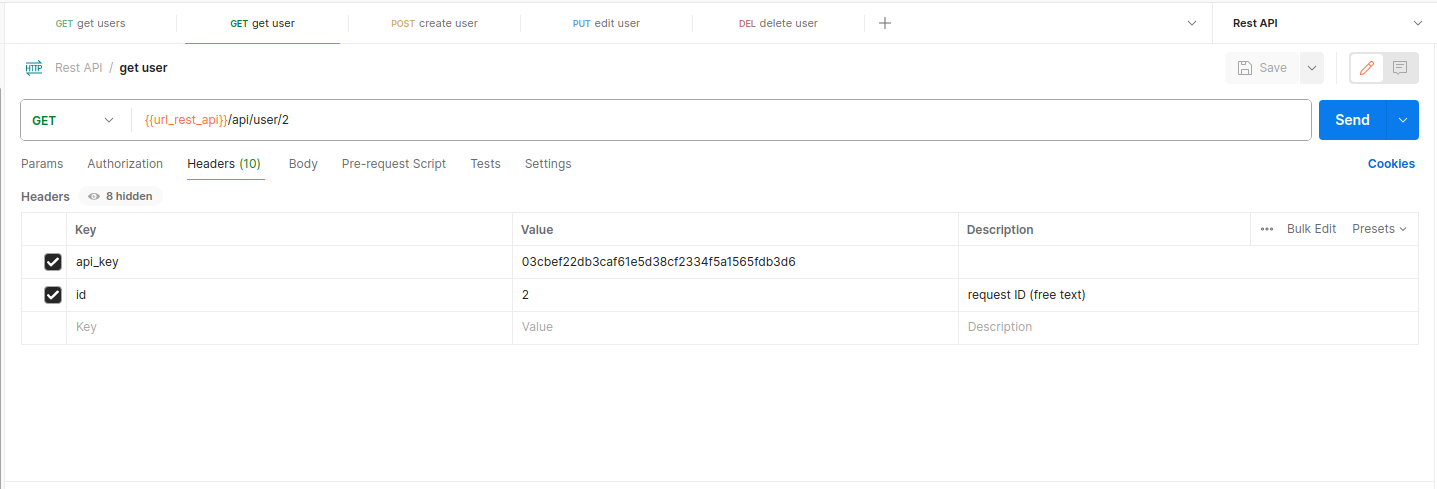 GET get users GET get user POST create user PUT edit user DEL delete user Rest API
HTTP Rest API / get user Save
GET {{url_rest_api}}/api/user/2 Send
Params Authorization Headers (10) Body Pre-request Script Tests Settings Cookies
Headers 8 hidden
Key Value Description ••• Bulk Edit Presets
api_key 03cbef22db3caf61e5d38cf2334f5a1565fdb3d6
id 2 request ID (free text)
Key Value Description